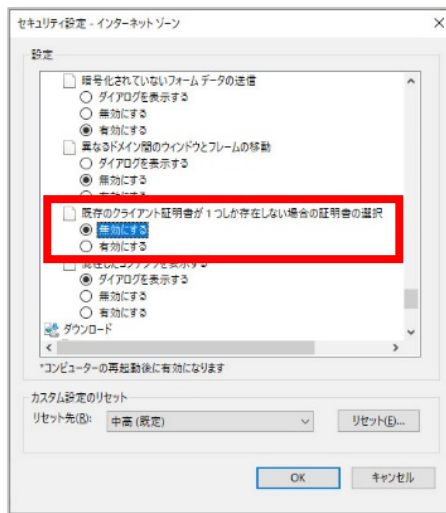 セキュリティ設定 - インターネット ゾーン
設定
暗号化されていないフォーム データの送信
ダイアログを表示する
無効にする
有効にする
異なるドメイン間のウィンドウとフレームの移動
ダイアログを表示する
無効にする
既存のクライアント証明書が 1 つしか存在しない場合の証明書の選択
無効にする
有効にする
ダイアログを表示する
無効にする
有効にする
ダウンロード
*コンピューターの再起動後に有効になります
カスタム設定のリセット
リセット先(R):
中高 (既定)
リセット(E)...
OK
キャンセル